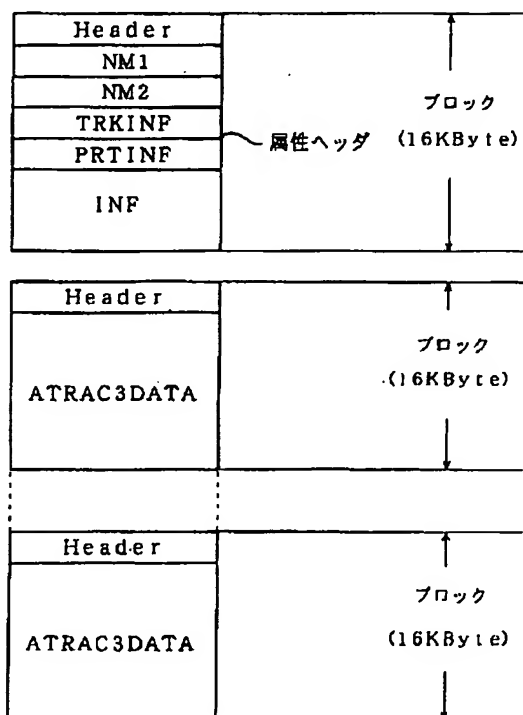 Header
NM1
NM2
TRKINF
PRTINF
INF
属性ヘッダ
ブロック
(16KByte)
Header
ATRAC3DATA
ブロック
(16KByte)
Header
ATRAC3DATA
ブロック
(16KByte)